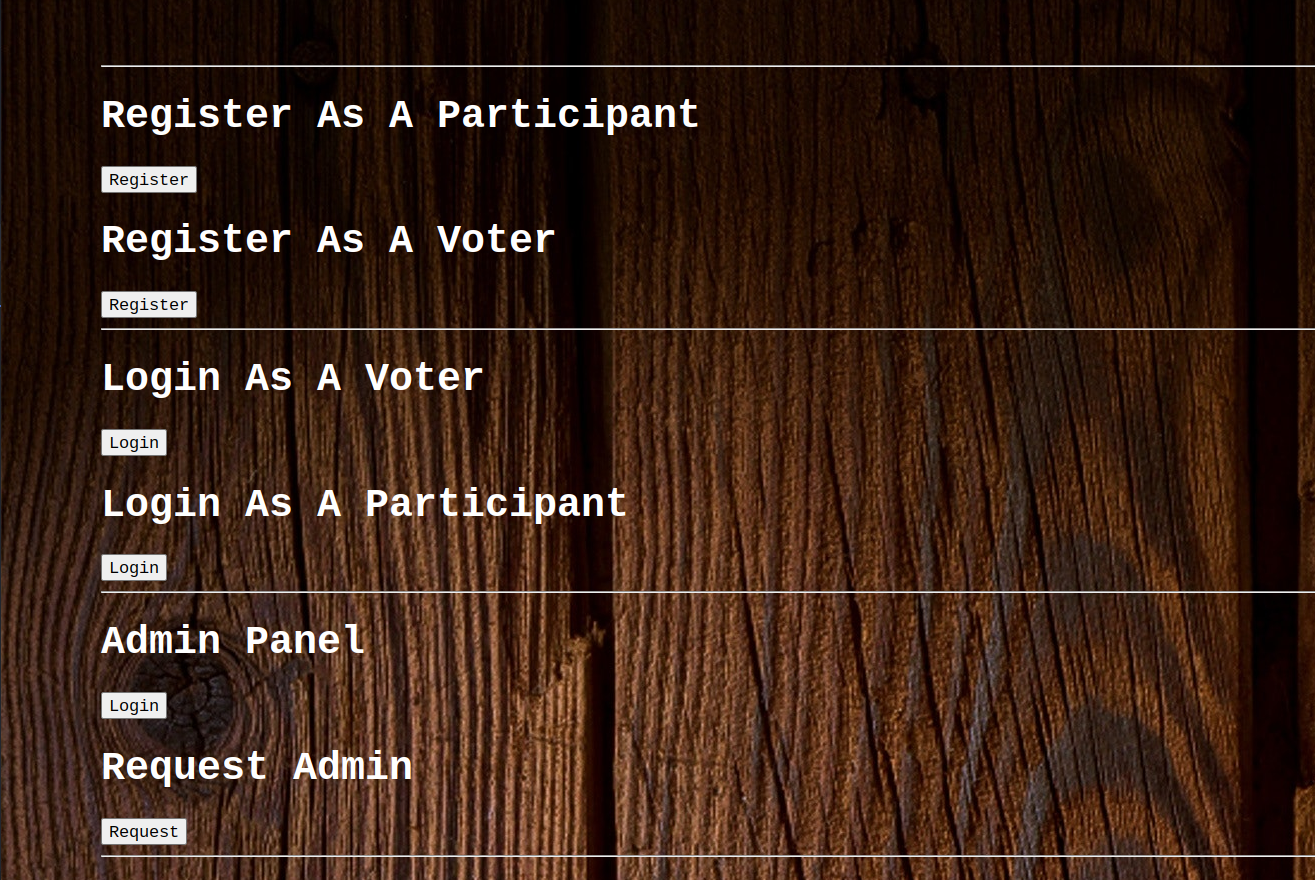 Register As A Participant
Register
Register As A Voter
Register
Login As A Voter
Login
Login As A Participant
Login
Admin Panel
Login
Request Admin
Request